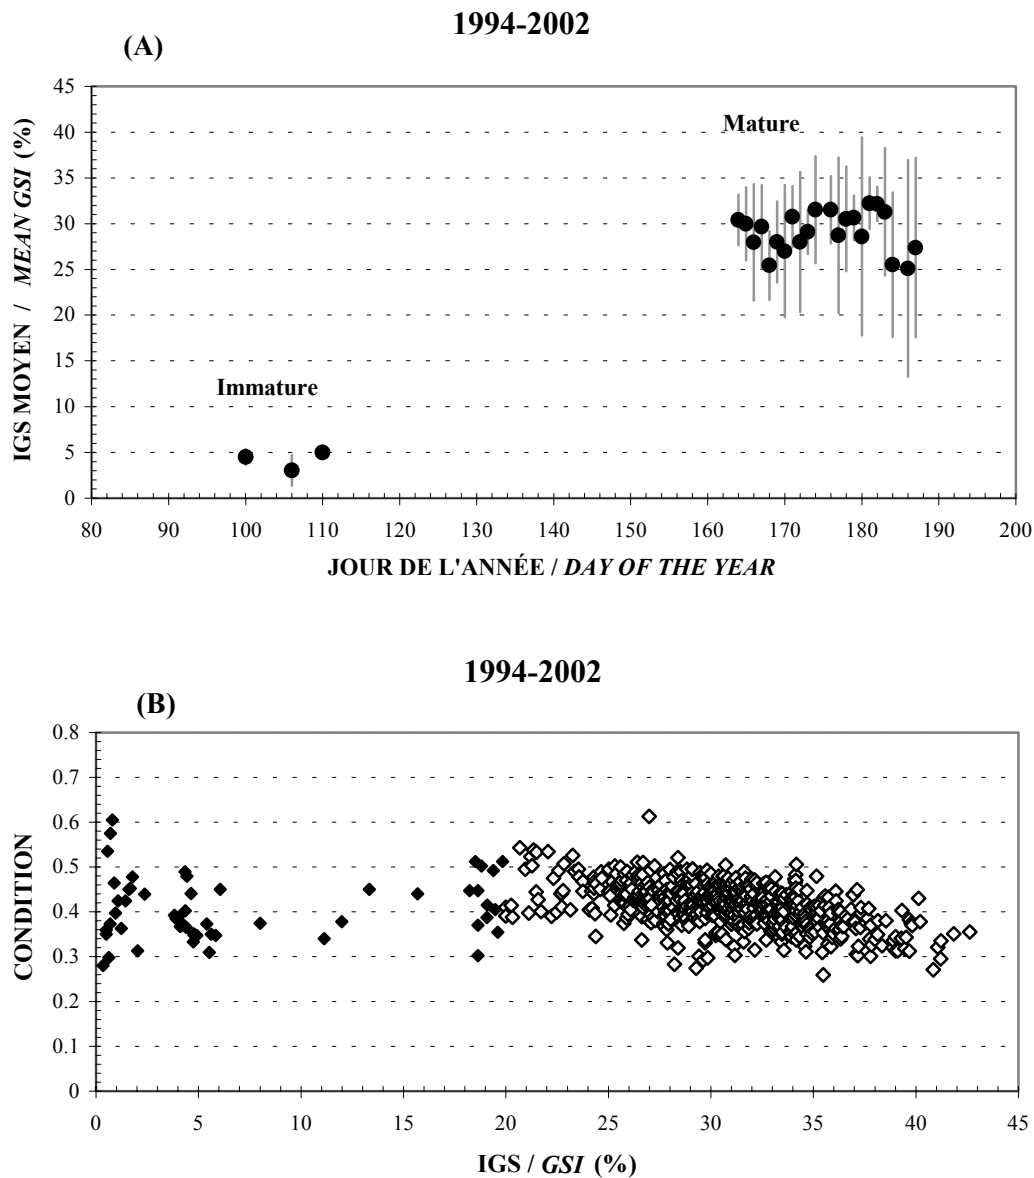 1994-2002
(A)
45
40
35
30
25
20
15
10
5
0
IGS MOYEN / MEAN GSI (%)
Mature
Immature
80 90 100 110 120 130 140 150 160 170 180 190 200
JOUR DE L'ANNÉE / DAY OF THE YEAR
1994-2002
(B)
0.8
0.7
0.6
0.5
0.4
0.3
0.2
0.1
0
CONDITION
0 5 10 15 20 25 30 35 40 45
IGS / GSI (%)